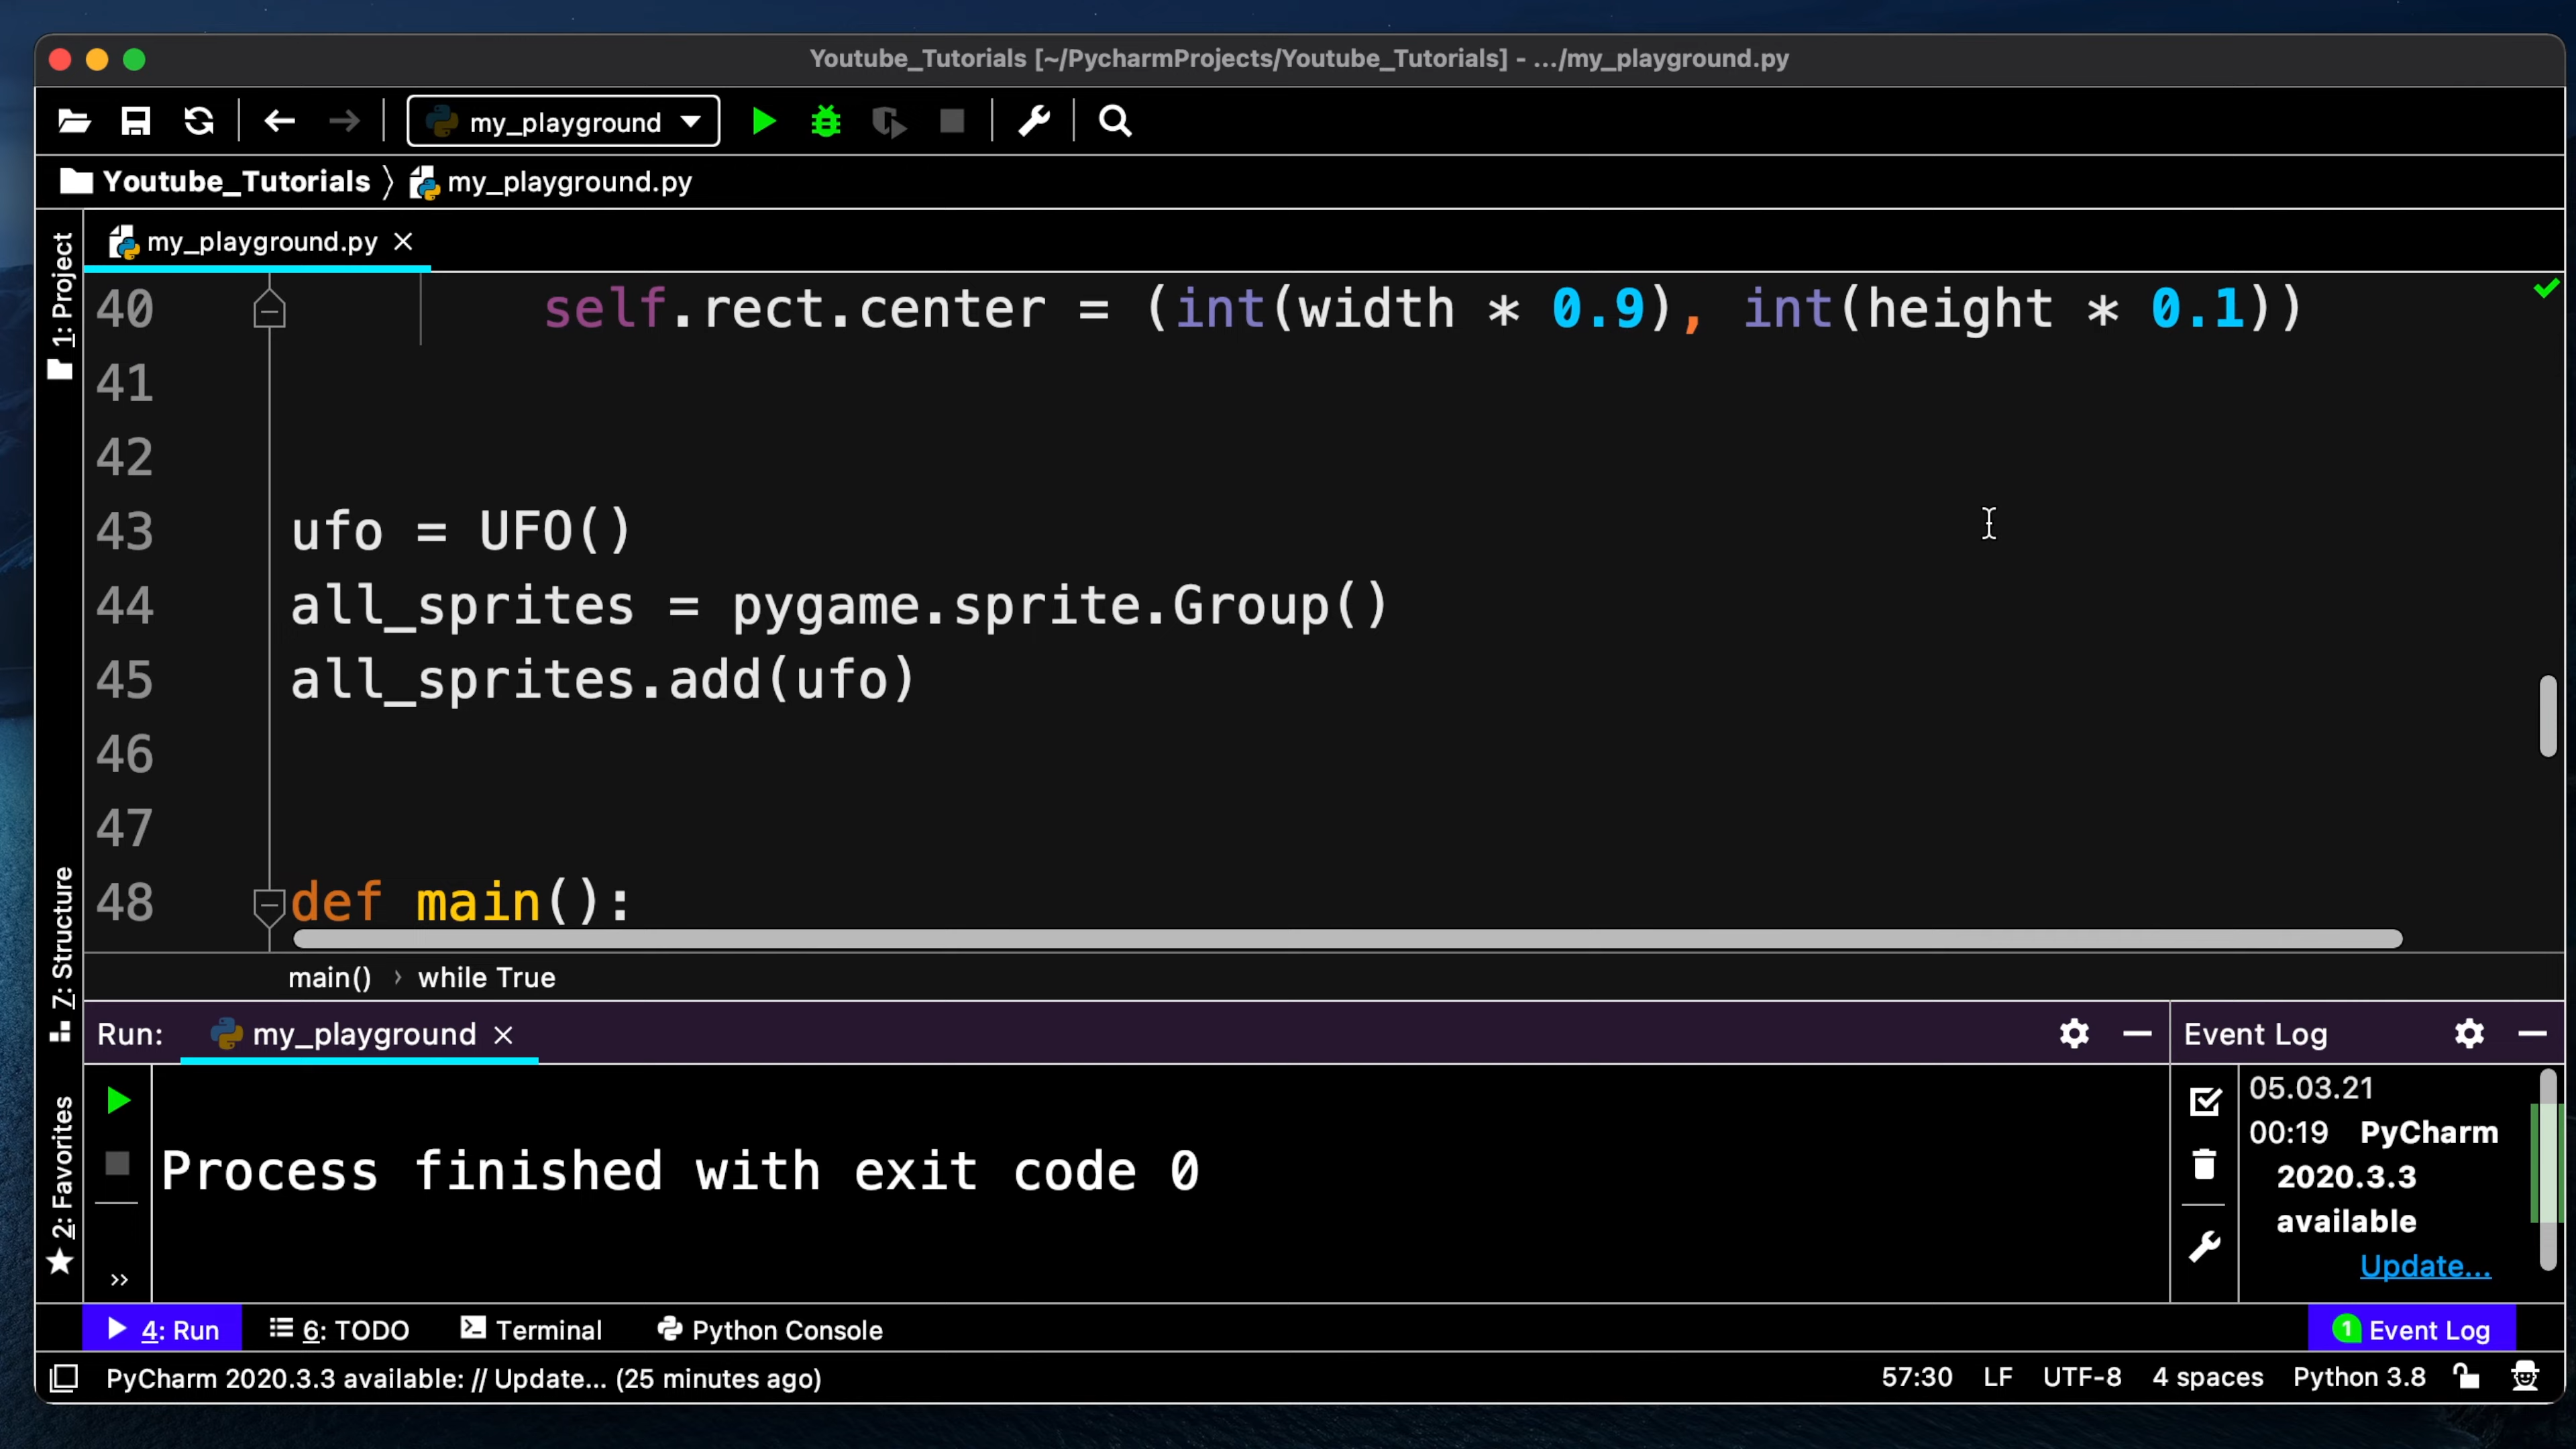 Youtube_Tutorials [~/PycharmProjects/Youtube_Tutorials] - .../my_playground.py
my_playground
Youtube_Tutorials
my_playground.py
my_playground.py
1: Project
7: Structure
2: Favorites
40 self.rect.center = (int(width * 0.9), int(height * 0.1))
41
42
43 ufo = UFO()
44 all_sprites = pygame.sprite.Group()
45 all_sprites.add(ufo)
46
47
48 def main():
main() › while True
Run: my_playground
Event Log
Process finished with exit code 0
05.03.21
00:19 PyCharm
2020.3.3
available
Update...
4: Run
6: TODO
Terminal
Python Console
1 Event Log
PyCharm 2020.3.3 available: // Update... (25 minutes ago)
57:30 LF UTF-8 4 spaces Python 3.8